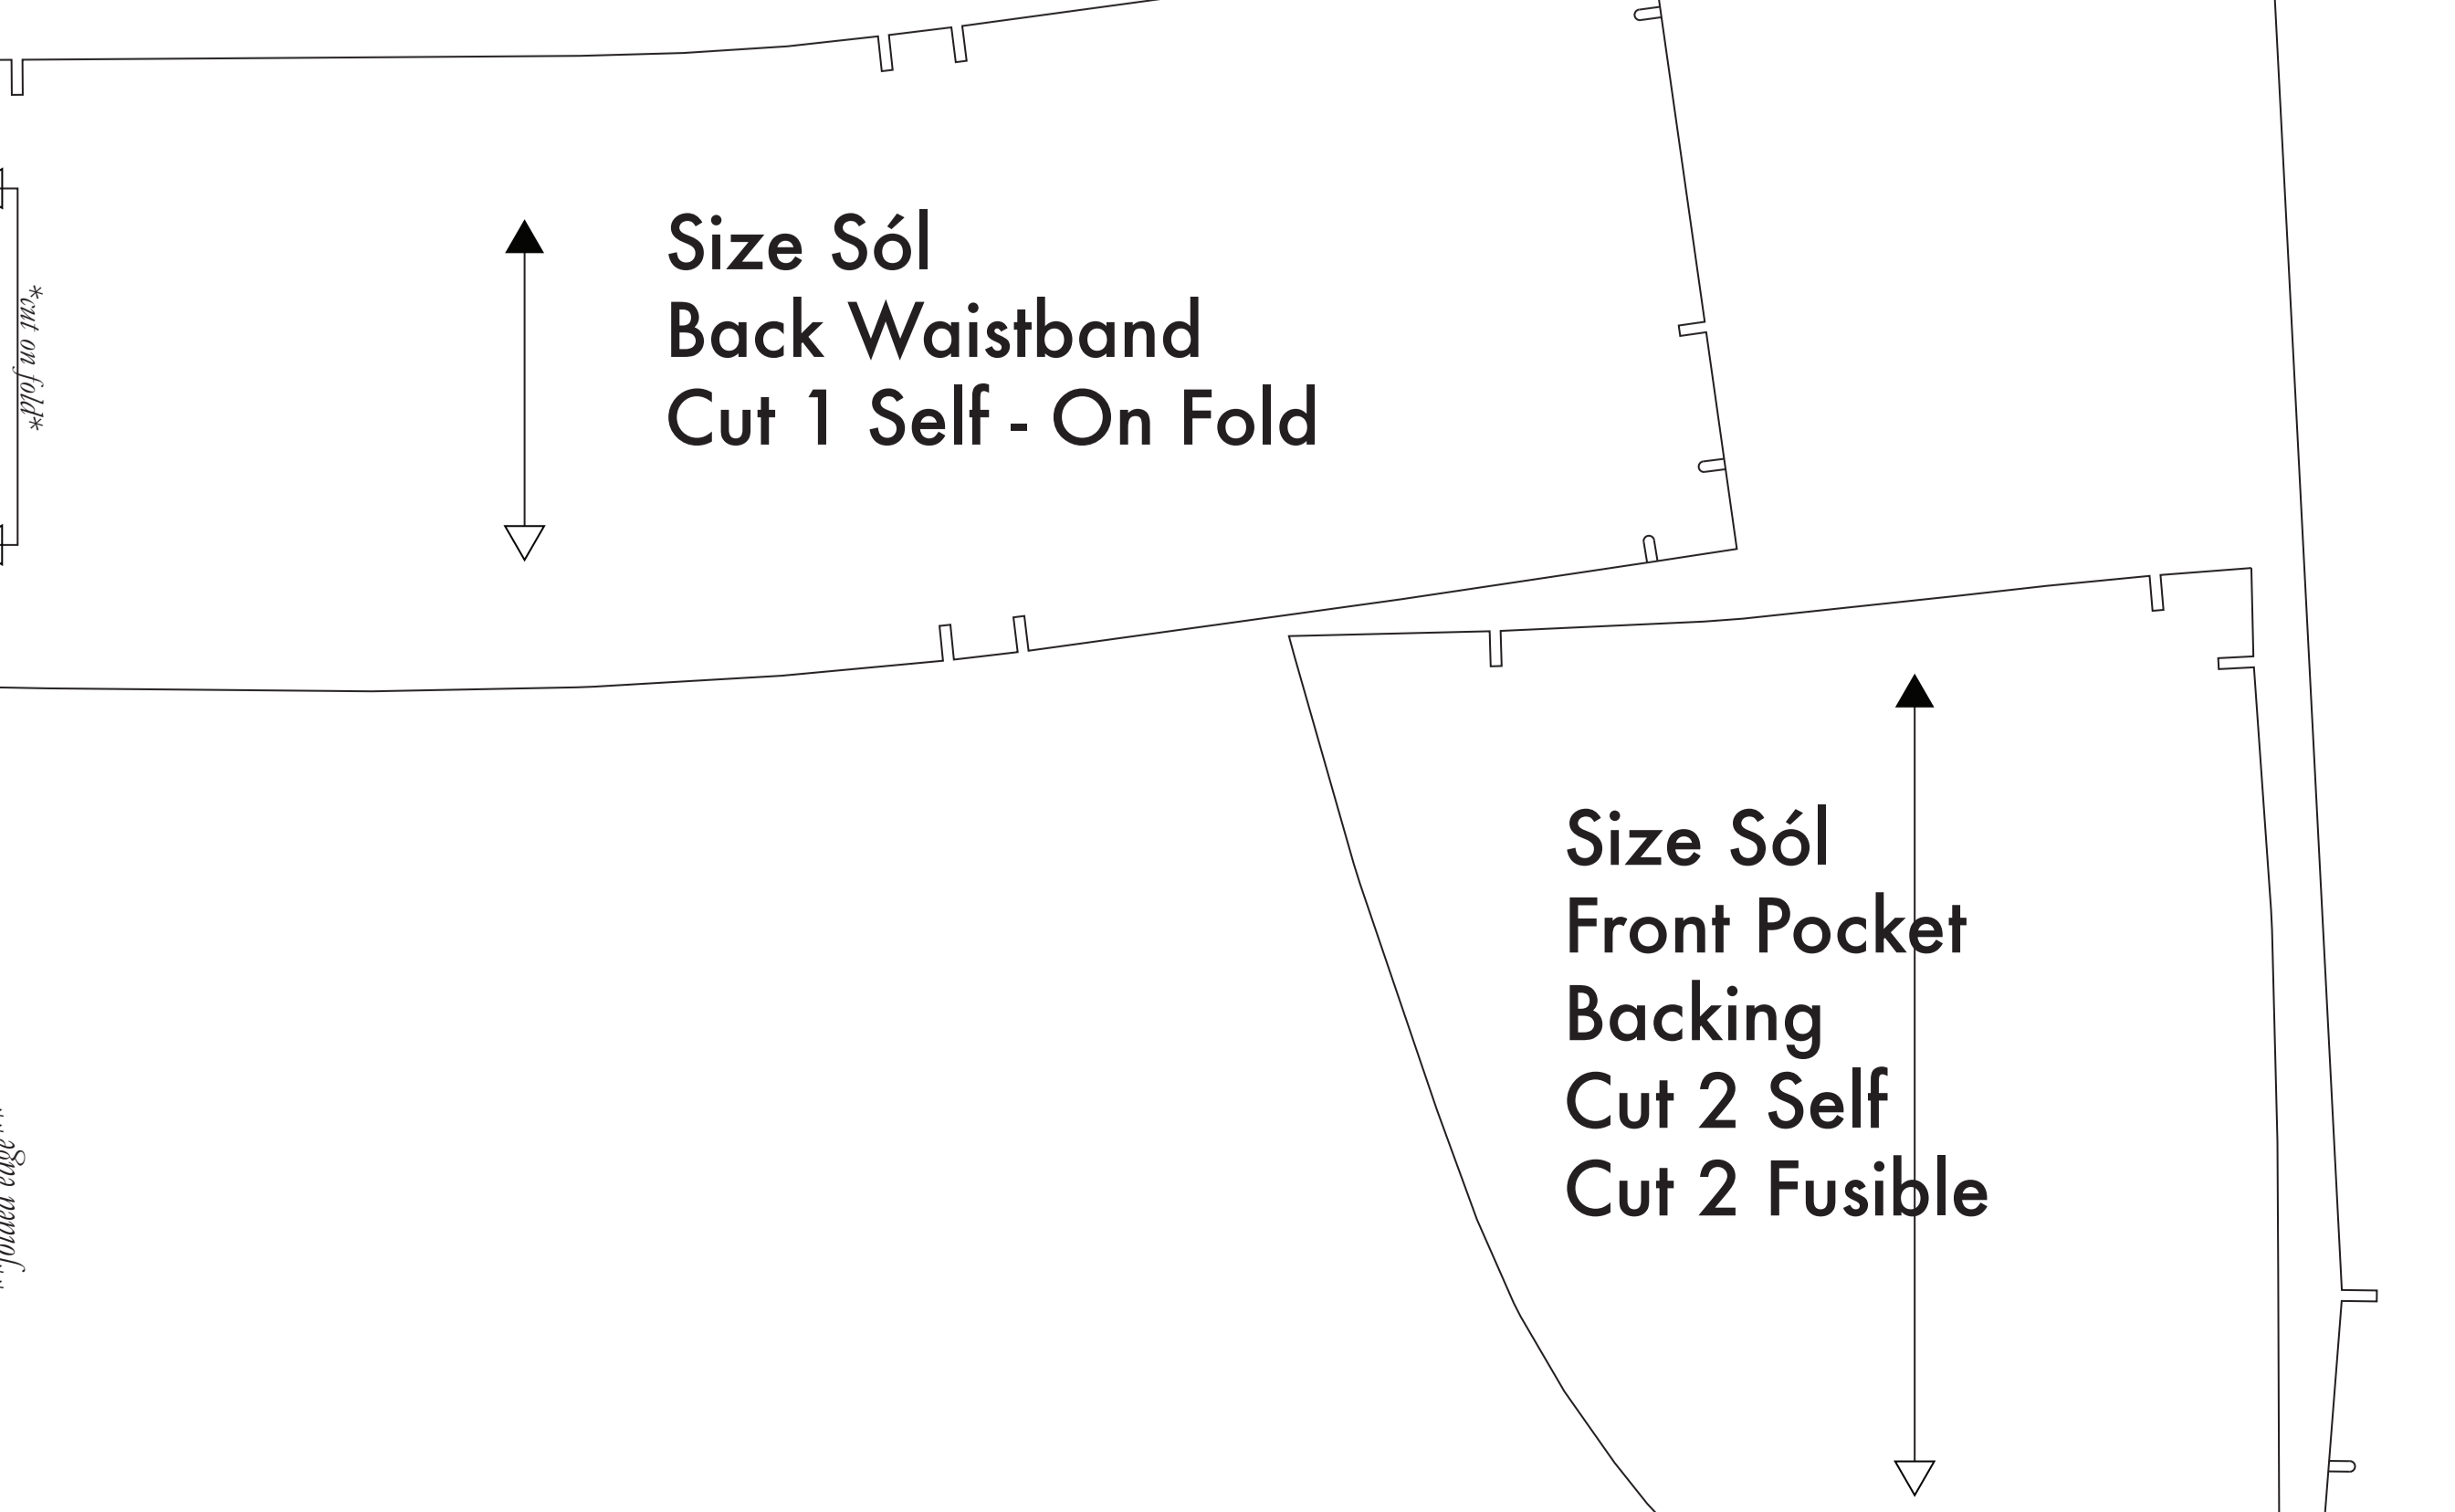 *cut on fold*
Size Sól
Back Waistband
Cut 1 Self - On Fold
Size Sól
Front Pocket
Backing
Cut 2 Self
Cut 2 Fusible